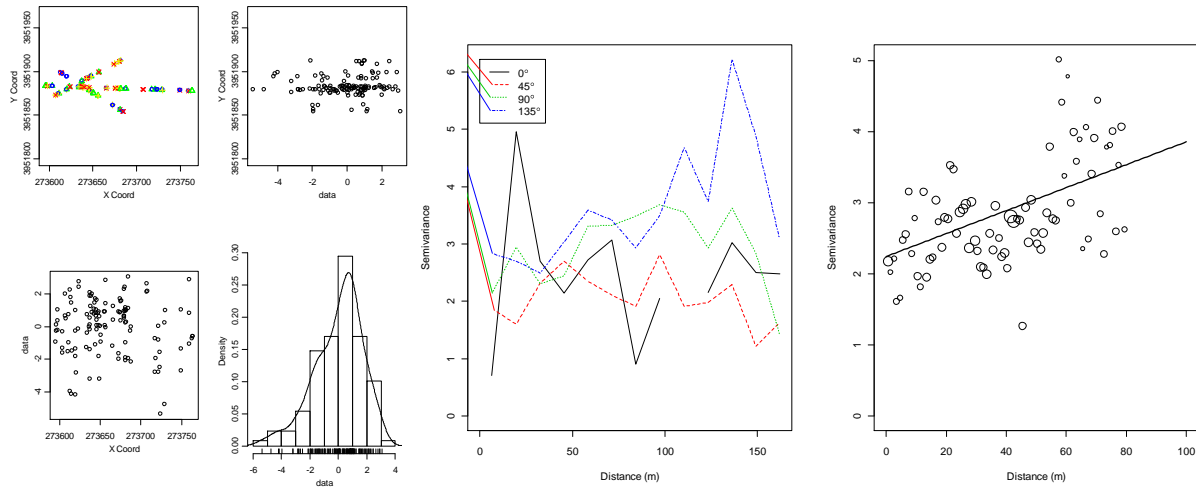 3951800 3951850 3951900 3951950
Y Coord
273600 273650 273700 273750
X Coord
3951800 3951850 3951900 3951950
Y Coord
-4 -2 0 2
data
-4 -2 0 2
data
273600 273650 273700 273750
X Coord
0.00 0.05 0.10 0.15 0.20 0.25 0.30
Density
-6 -4 -2 0 2 4
data
0 1 2 3 4 5 6
Semivariance
0°
45°
90°
135°
0 50 100 150
Distance (m)
0 1 2 3 4 5
Semivariance
0 20 40 60 80 100
Distance (m)